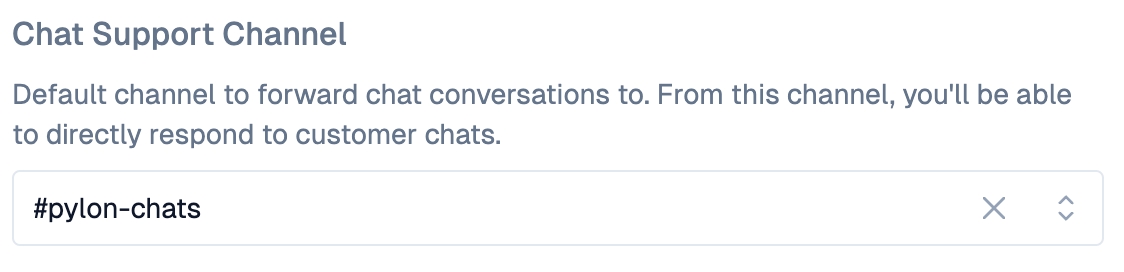 Chat Support Channel
Default channel to forward chat conversations to. From this channel, you'll be able
to directly respond to customer chats.
#pylon-chats